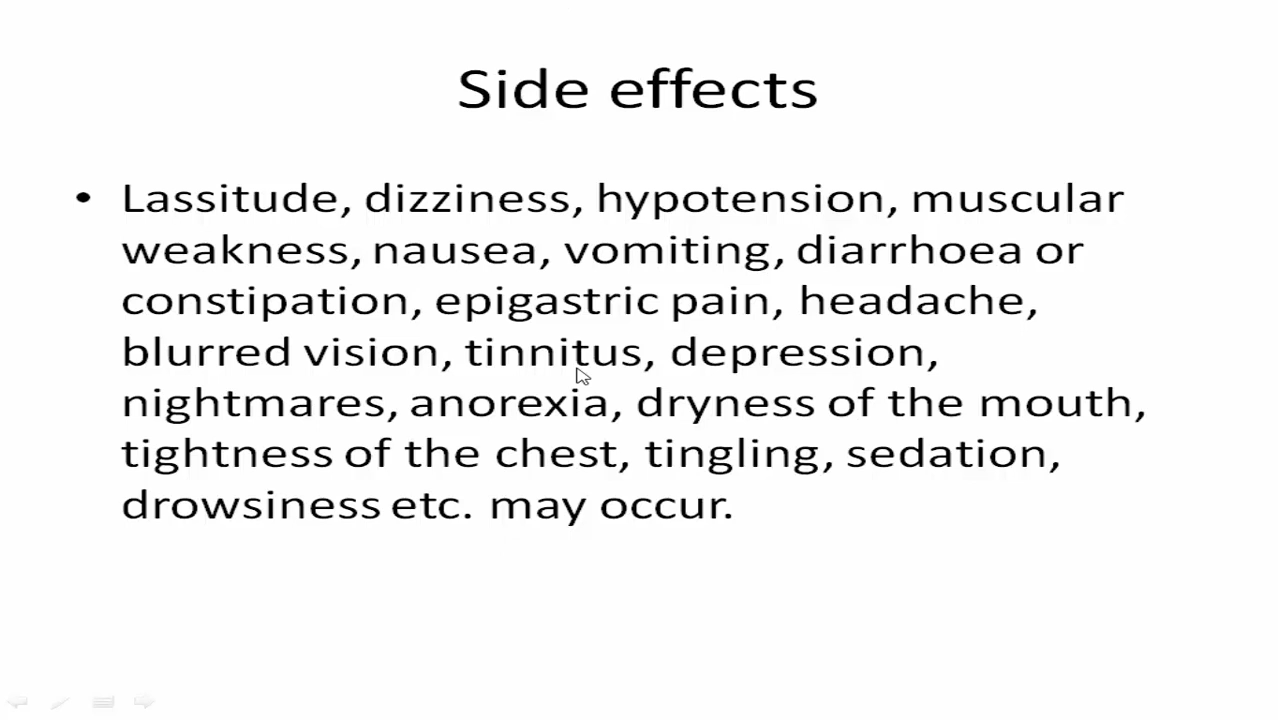 Side effects
• Lassitude, dizziness, hypotension, muscular
weakness, nausea, vomiting, diarrhoea or
constipation, epigastric pain, headache,
blurred vision, tinnitus, depression,
nightmares, anorexia, dryness of the mouth,
tightness of the chest, tingling, sedation,
drowsiness etc. may occur.